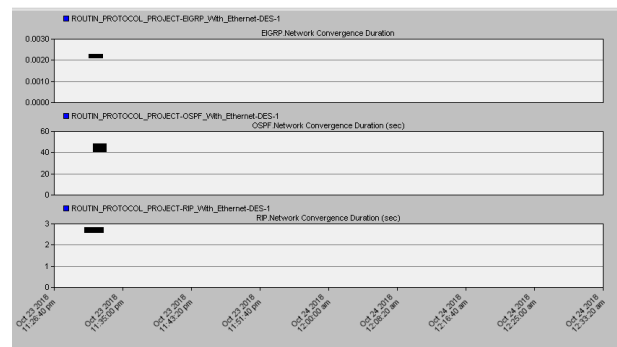 ROUTIN_PROTOCOL_PROJECT-EIGRP_With_Ethernet-DES-1
EIGRP.Network Convergence Duration
0.0030
0.0020
0.0010
0.0000
ROUTIN_PROTOCOL_PROJECT-OSPF_With_Ethernet-DES-1
OSPF.Network Convergence Duration (sec)
60
40
20
0
ROUTIN_PROTOCOL_PROJECT-RIP_With_Ethernet-DES-1
RIP.Network Convergence Duration (sec)
3
2
1
0
Oct 23 2018
11:26:40 pm
Oct 23 2018
11:35:00 pm
Oct 23 2018
11:43:20 pm
Oct 23 2018
11:51:40 pm
Oct 24 2018
12:00:00 am
Oct 24 2018
12:08:20 am
Oct 24 2018
12:16:40 am
Oct 24 2018
12:25:00 am
Oct 24 2018
12:33:20 am